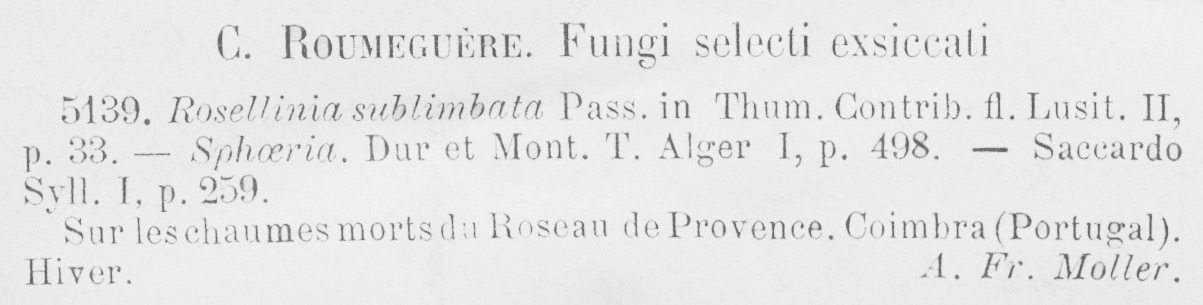 C. ROUMEGUÈRE. Fungi selecti exsiccati
5139. Rosellinia sublimbata Pass. in Thum. Contrib. fl. Lusit. II,
p. 33. — Sphœria. Dur et Mont. T. Alger I, p. 498. — Saccardo
Syll. I, p. 259.
Sur les chaumes morts du Roseau de Provence. Coimbra (Portugal).
Hiver. A. Fr. Moller.